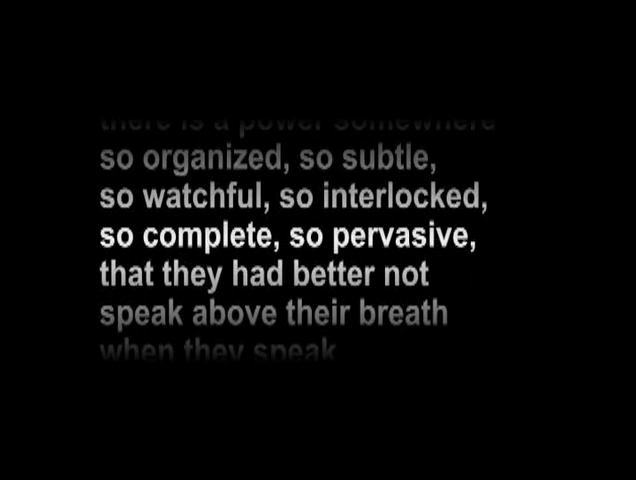 there is a power somewhere
so organized, so subtle,
so watchful, so interlocked,
so complete, so pervasive,
that they had better not
speak above their breath
when they speak